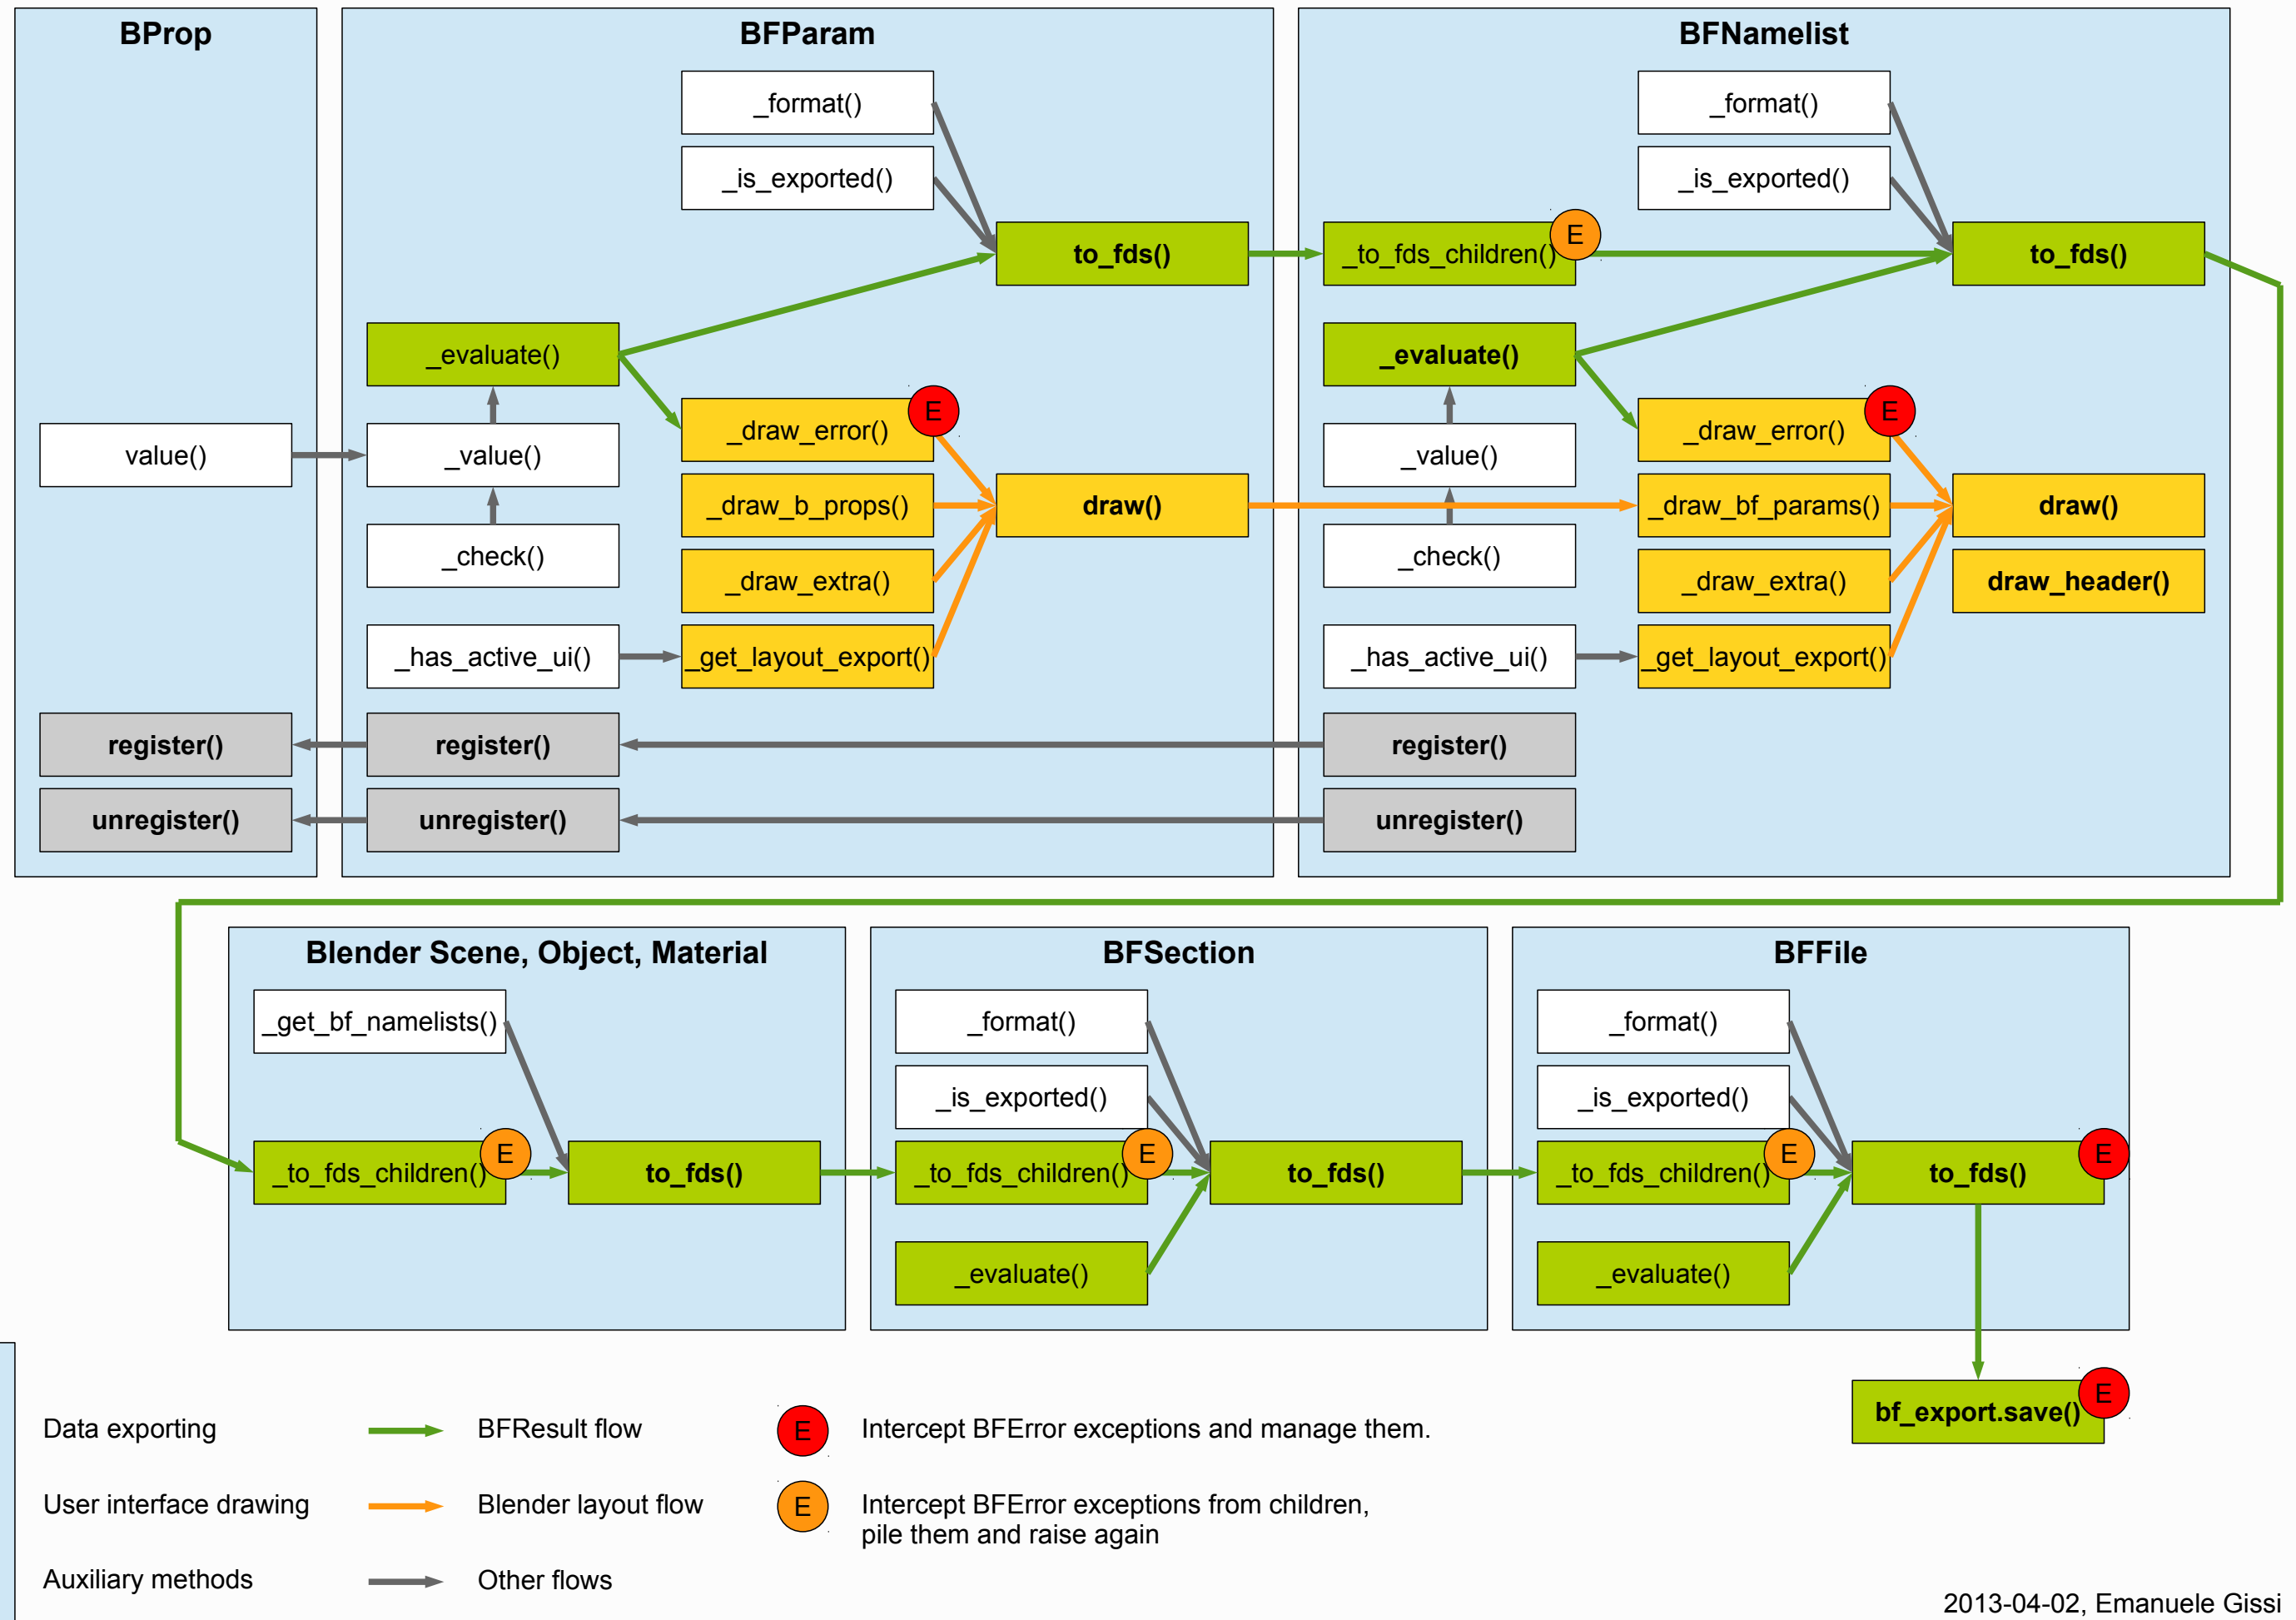 BProp
value()
register()
unregister()
BFParam
_format()
_is_exported()
to_fds()
_evaluate()
_draw_error()
E
_value()
_draw_b_props()
draw()
_check()
_draw_extra()
_has_active_ui()
_get_layout_export()
register()
unregister()
BFNamelist
_format()
_is_exported()
_to_fds_children()
E
to_fds()
_evaluate()
_draw_error()
E
_value()
_draw_bf_params()
draw()
_check()
_draw_extra()
draw_header()
_has_active_ui()
_get_layout_export()
register()
unregister()
Blender Scene, Object, Material
_get_bf_namelists()
_to_fds_children()
E
to_fds()
BFSection
_format()
_is_exported()
_to_fds_children()
E
to_fds()
_evaluate()
BFFile
_format()
_is_exported()
_to_fds_children()
E
to_fds()
E
_evaluate()
bf_export.save()
E
Data exporting
BFResult flow
E
Intercept BFError exceptions and manage them.
User interface drawing
Blender layout flow
E
Intercept BFError exceptions from children,
pile them and raise again
Auxiliary methods
Other flows
2013-04-02, Emanuele Gissi